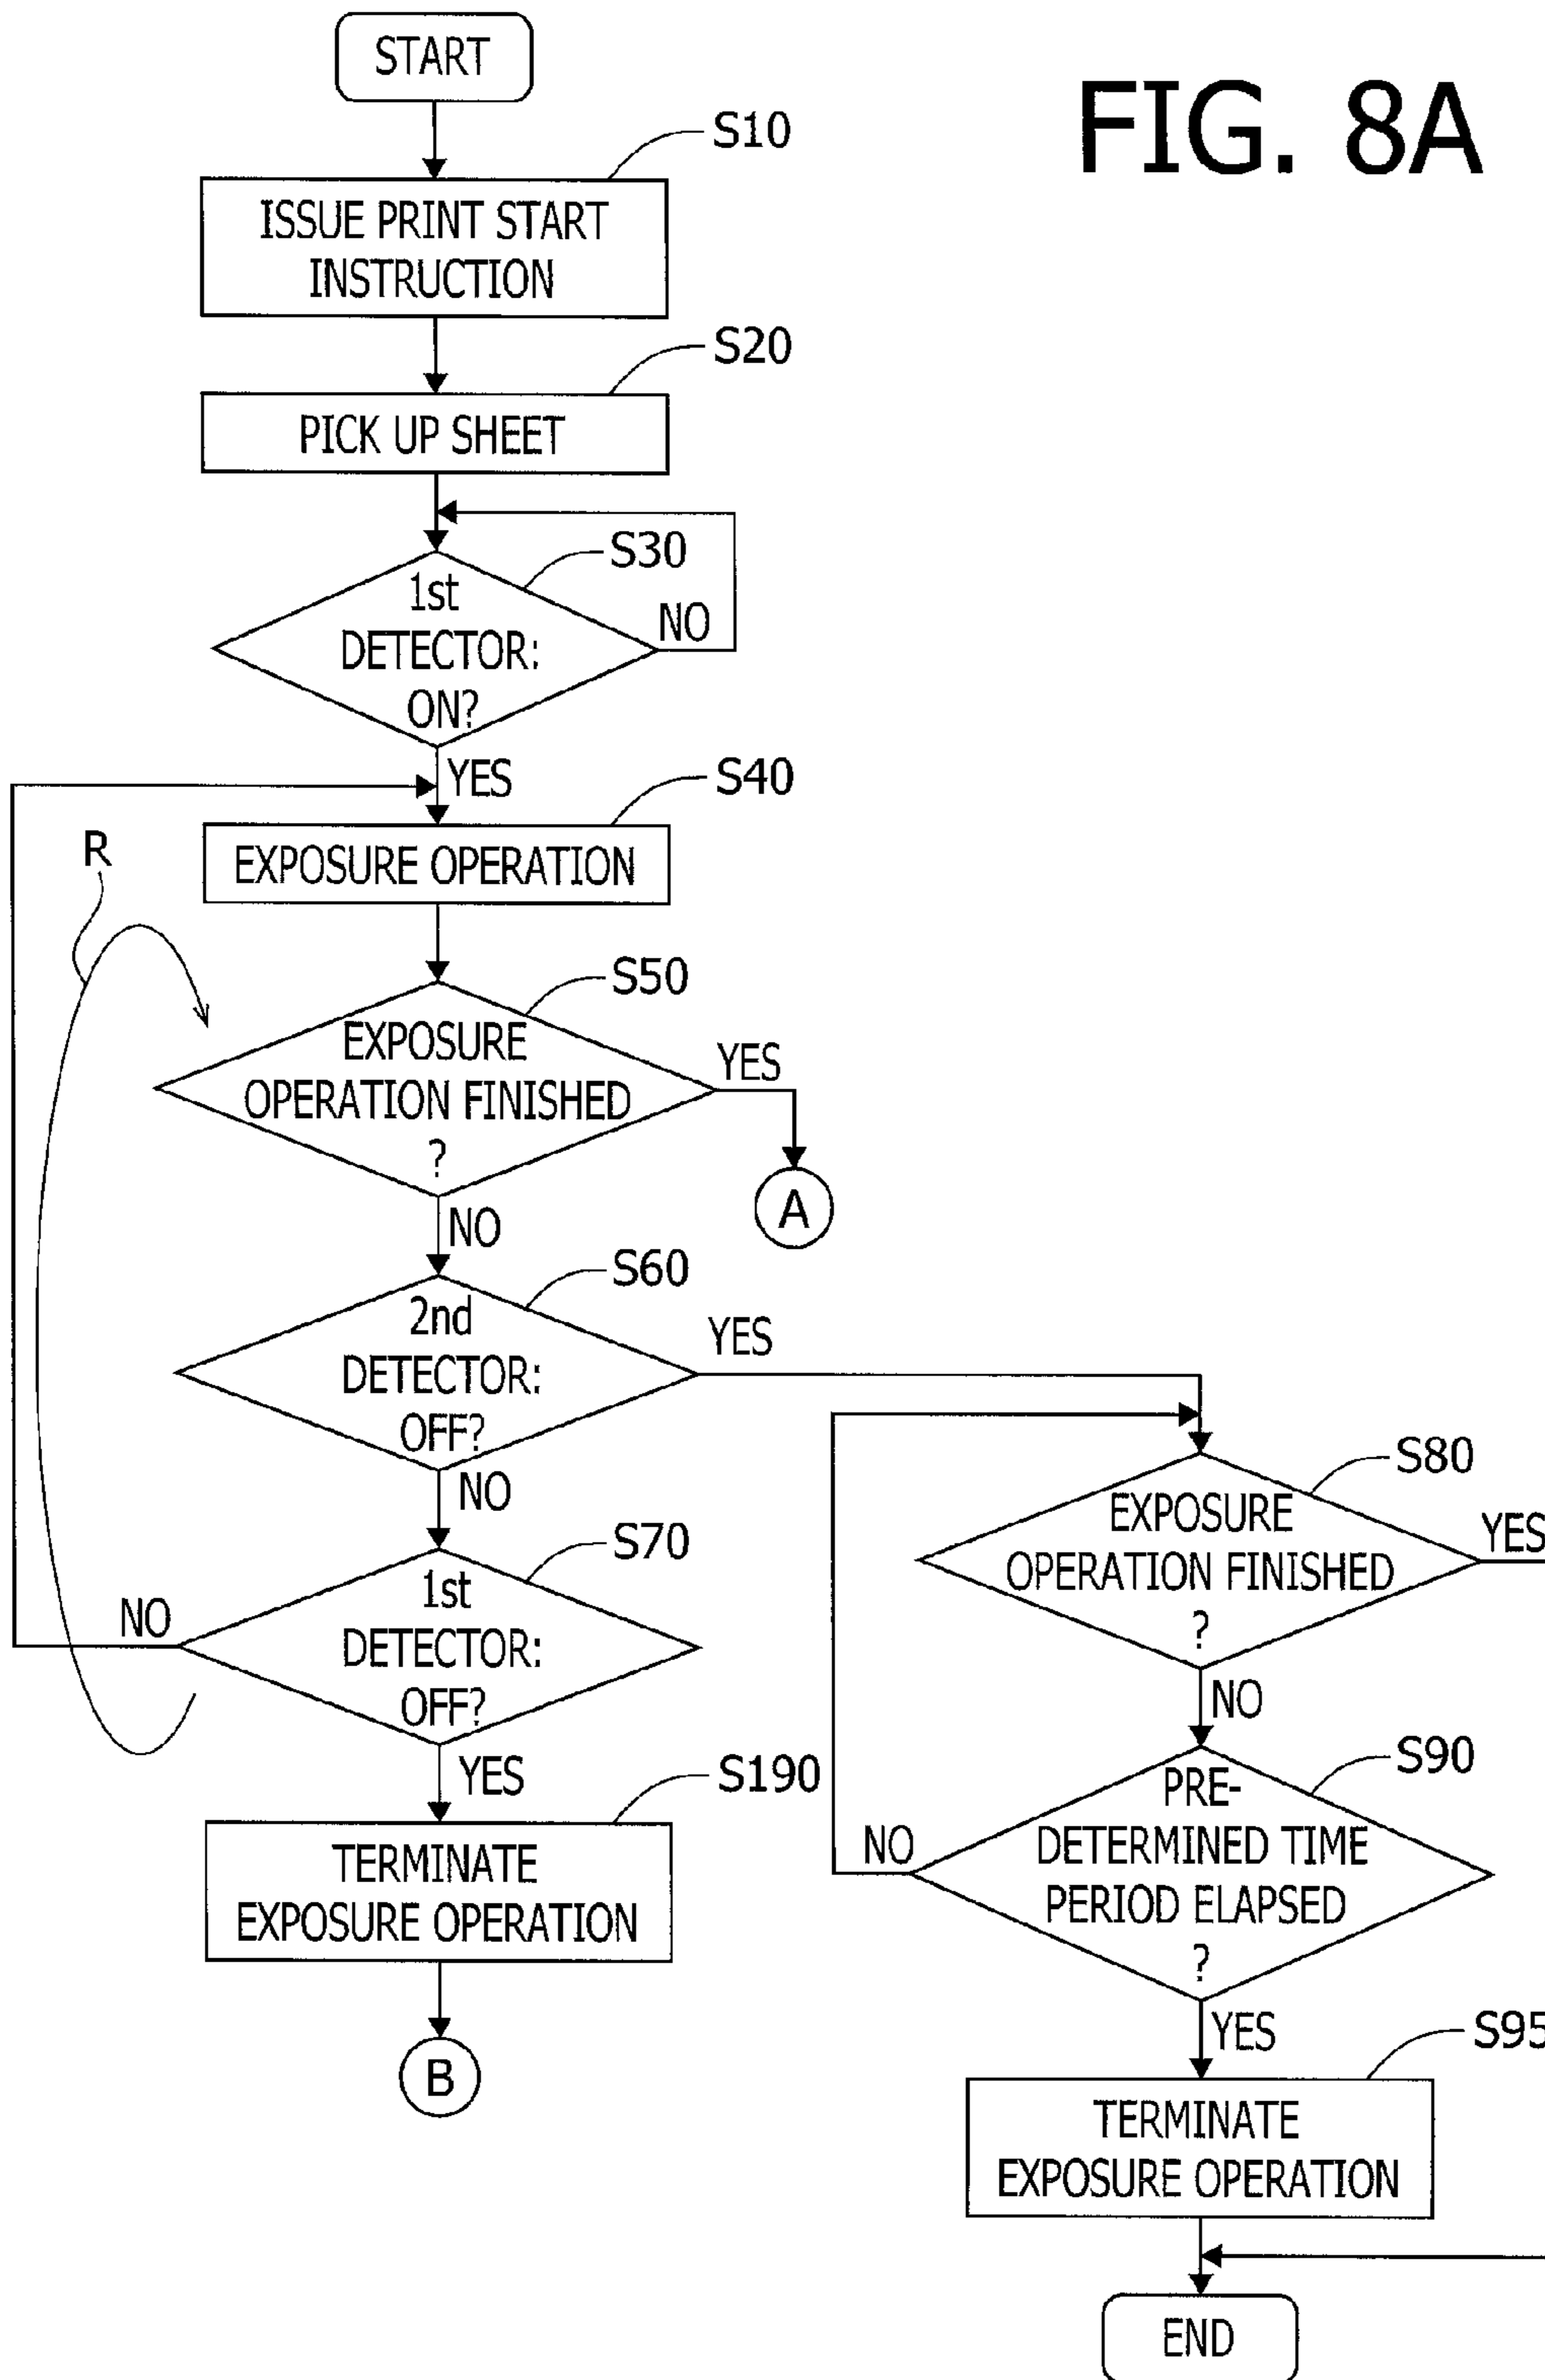 FIG. 8A
START
S10
ISSUE PRINT START
INSTRUCTION
S20
PICK UP SHEET
S30
1st
DETECTOR:
ON?
NO
YES
S40
EXPOSURE OPERATION
R
S50
EXPOSURE
OPERATION FINISHED
?
YES
A
NO
S60
2nd
DETECTOR:
OFF?
YES
NO
S70
1st
DETECTOR:
OFF?
NO
YES
S190
TERMINATE
EXPOSURE OPERATION
B
S80
EXPOSURE
OPERATION FINISHED
?
YES
NO
S90
PRE-
DETERMINED TIME
PERIOD ELAPSED
?
NO
YES
S95
TERMINATE
EXPOSURE OPERATION
END